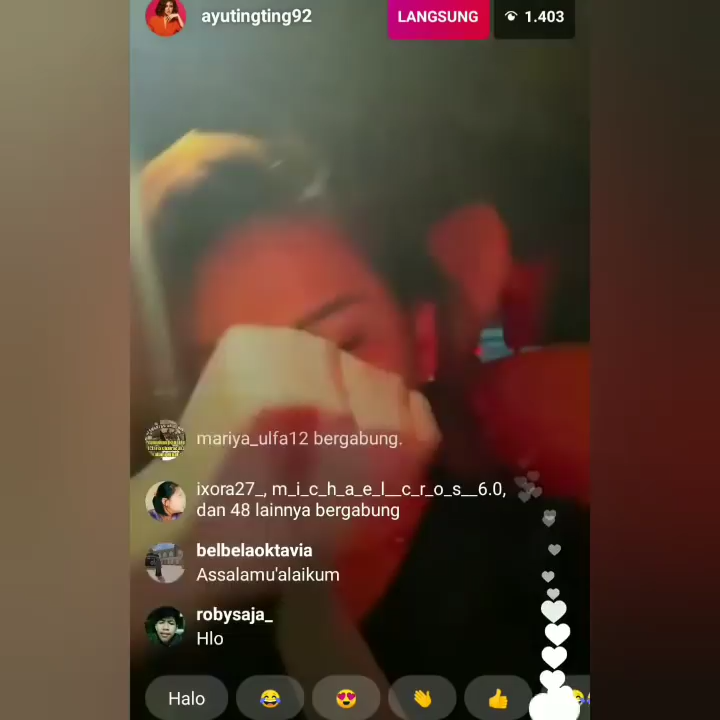 ayutingting92
LANGSUNG
1.403
mariya_ulfa12 bergabung.
ixora27_, m_i_c_h_a_e_l__c_r_o_s__6.0,
dan 48 lainnya bergabung
belbelaoktavia
Assalamu'alaikum
robysaja_
Hlo
Halo